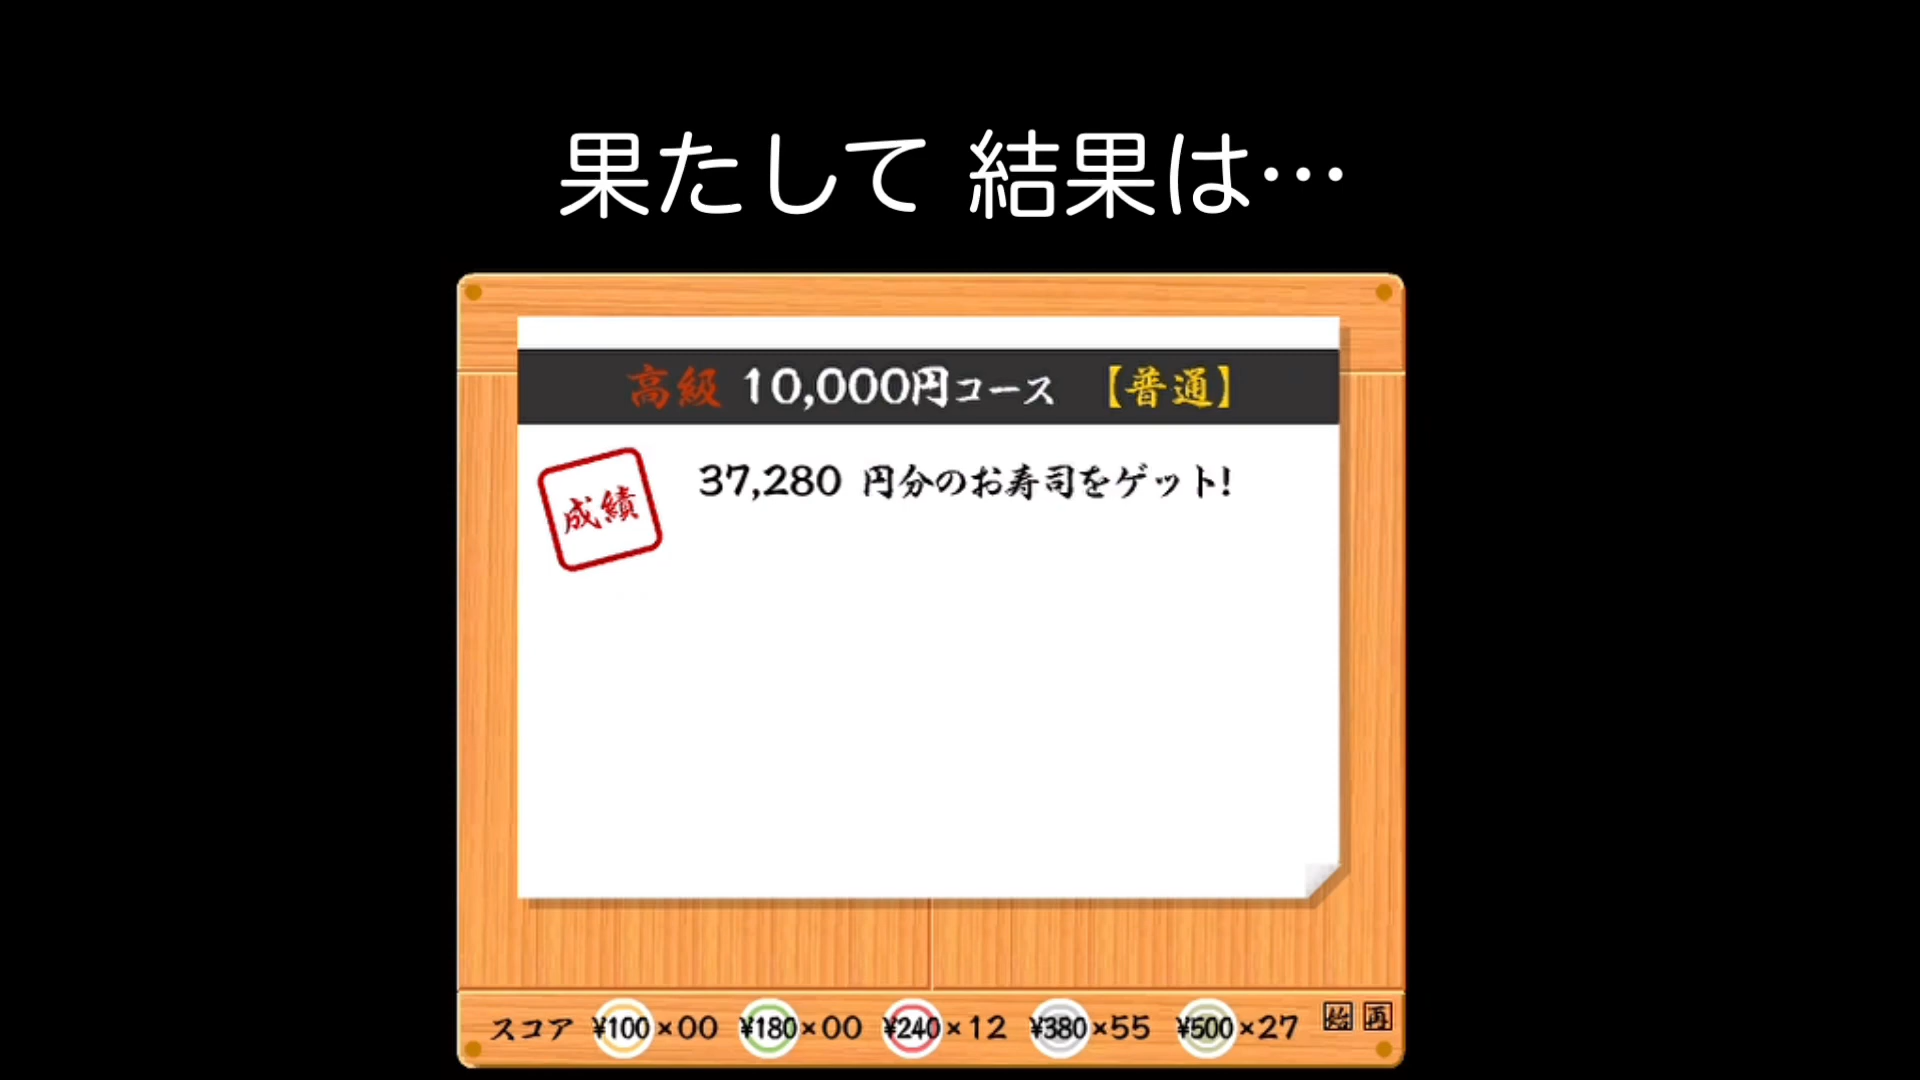 果たして 結果は…
高級 10,000円コース 【普通】
成績
37,280 円分のお寿司をゲット!
スコア ¥100×00 ¥180×00 ¥240×12 ¥380×55 ¥500×27 始 再